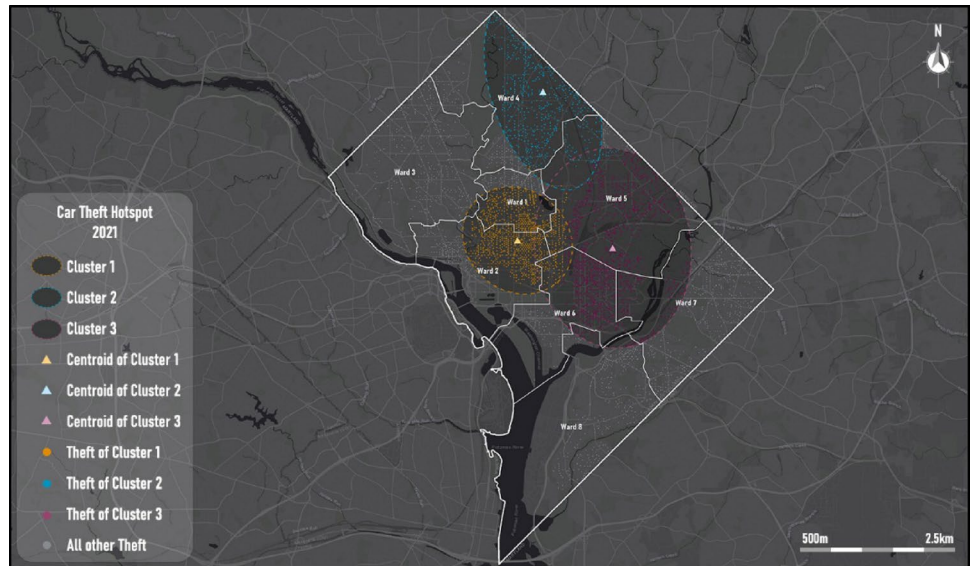 N
Ward 4
Ward 3
Ward 1
Ward 5
Ward 2
Ward 7
Ward 6
Ward 8
Car Theft Hotspot
2021
Cluster 1
Cluster 2
Cluster 3
Centroid of Cluster 1
Centroid of Cluster 2
Centroid of Cluster 3
Theft of Cluster 1
Theft of Cluster 2
Theft of Cluster 3
All other Theft
500m 2.5km